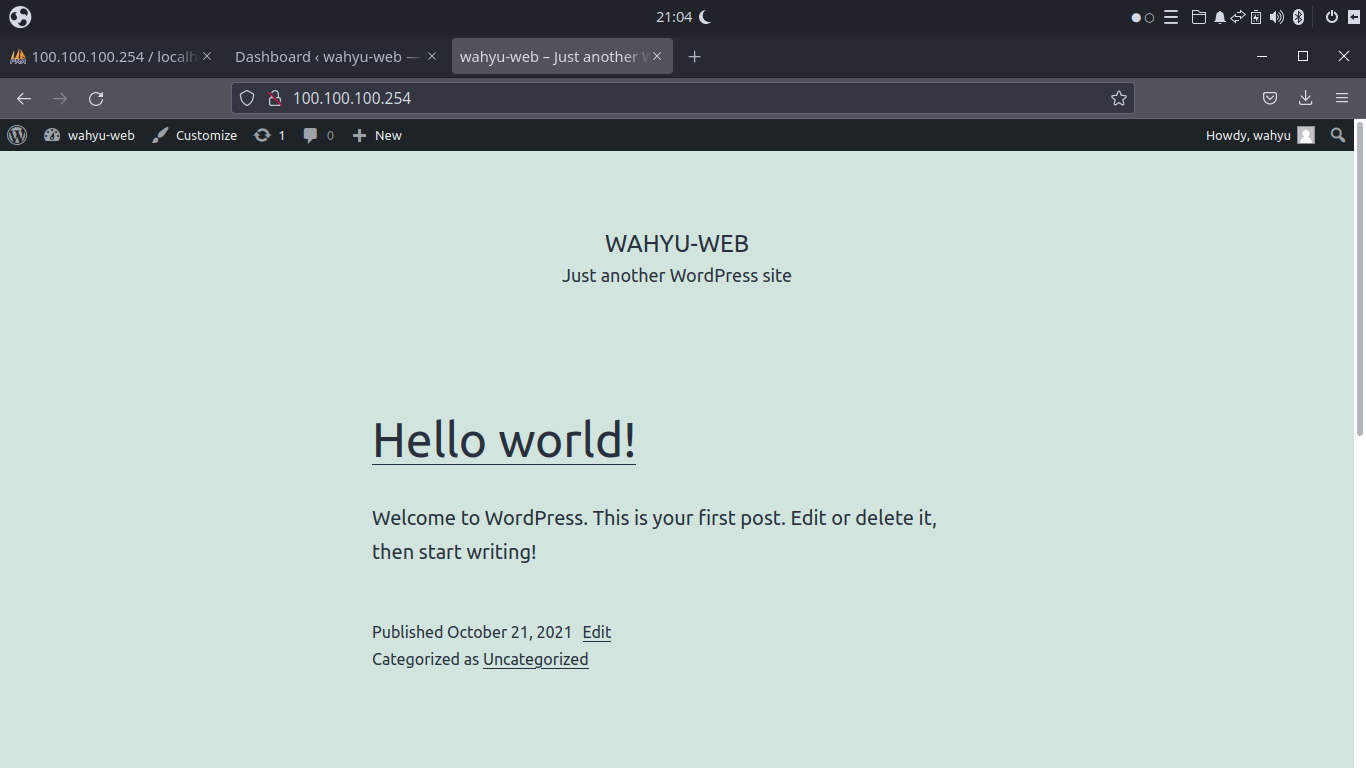 21:04
100.100.100.254 / localh
Dashboard ‹ wahyu-web —
wahyu-web – Just another W
100.100.100.254
wahyu-web
Customize
1
0
New
Howdy, wahyu
WAHYU-WEB
Just another WordPress site
Hello world!
Welcome to WordPress. This is your first post. Edit or delete it,
then start writing!
Published October 21, 2021 Edit
Categorized as Uncategorized